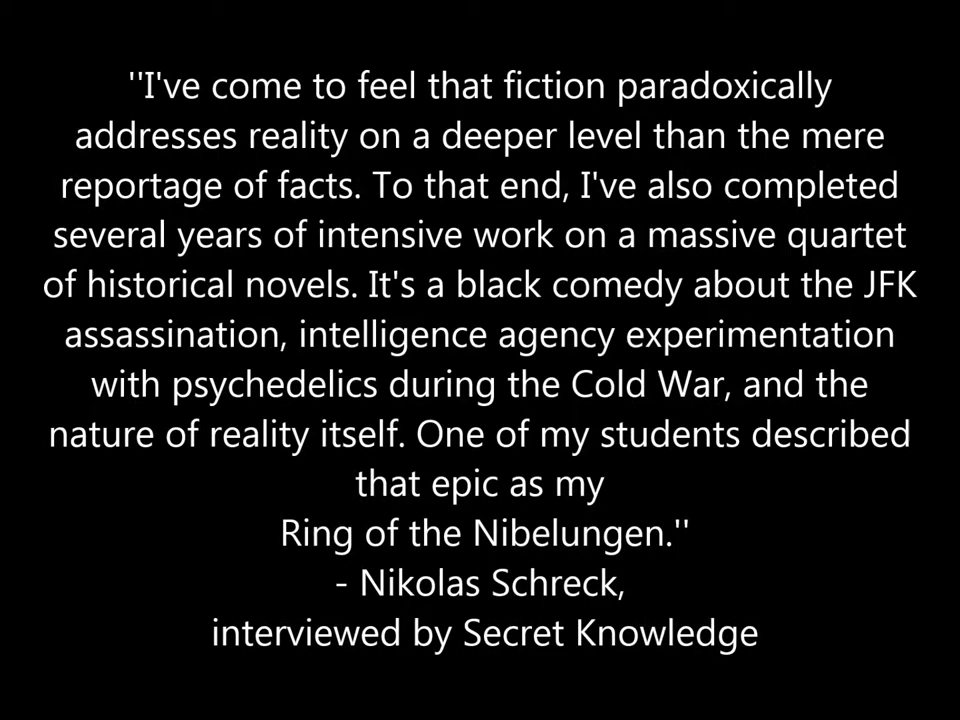 ''I've come to feel that fiction paradoxically
addresses reality on a deeper level than the mere
reportage of facts. To that end, I've also completed
several years of intensive work on a massive quartet
of historical novels. It's a black comedy about the JFK
assassination, intelligence agency experimentation
with psychedelics during the Cold War, and the
nature of reality itself. One of my students described
that epic as my
Ring of the Nibelungen.''
- Nikolas Schreck,
interviewed by Secret Knowledge